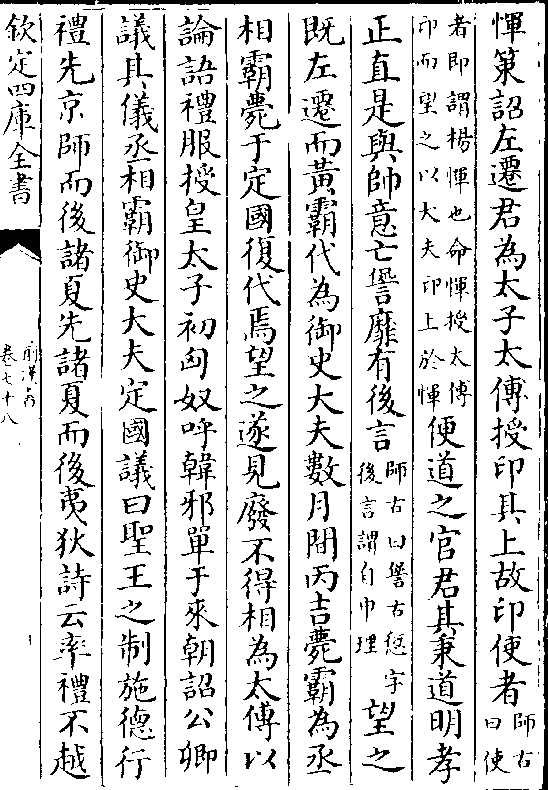 惲策詔左遷君為太子太傅授印其上故印使者師古曰使
者即謂楊惲也命惲授太傅印而望之以大夫印上於惲便道之官君其秉道明孝
正直是與帥意亡諐靡有後言師古曰諐古愆字後言謂自申理望之
既左遷而黃霸代為御史大夫數月間丙吉薨霸為丞
相霸薨于定國復代焉望之遂見廢不得相為太傅以
論語禮服授皇太子初匈奴呼韓邪單于來朝詔公卿
議其儀丞相霸御史大夫定國議曰聖王之制施德行
禮先京師而後諸夏先諸夏而後夷狄詩云率禮不越
欽定四庫全書
前漢書
卷七十八